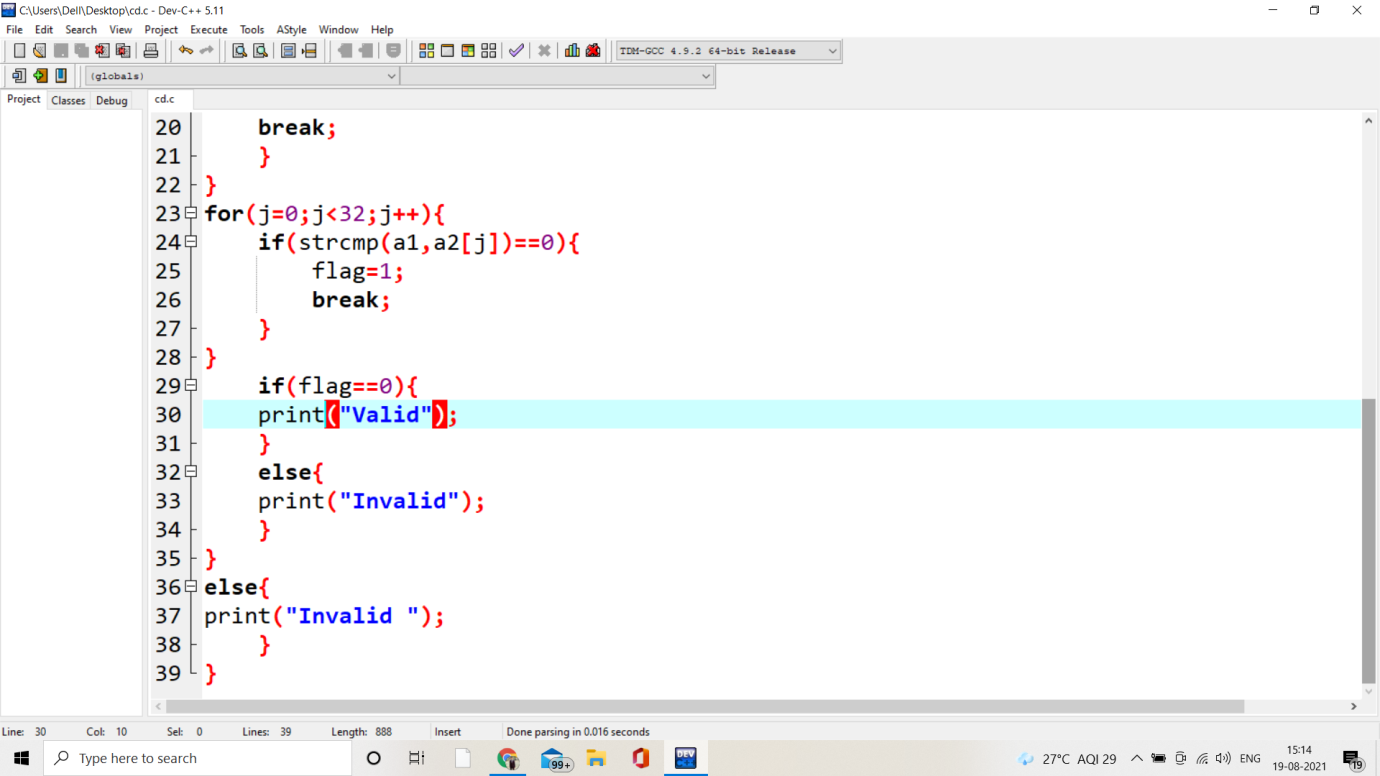 C:\Users\Dell\Desktop\cd.c - Dev-C++ 5.11
File Edit Search View Project Execute Tools AStyle Window Help
TDM-GCC 4.9.2 64-bit Release
(globals)
Project Classes Debug cd.c
20 break;
21 }
22 }
23 for(j=0;j<32;j++){
24 if(strcmp(a1,a2[j])==0){
25 flag=1;
26 break;
27 }
28 }
29 if(flag==0){
30 print("Valid");
31 }
32 else{
33 print("Invalid");
34 }
35 }
36 else{
37 print("Invalid ");
38 }
39 }
Line: 30 Col: 10 Sel: 0 Lines: 39 Length: 888 Insert Done parsing in 0.016 seconds
Type here to search 99+ DEV 27°C AQI 29 ENG 15:14
19-08-2021 19